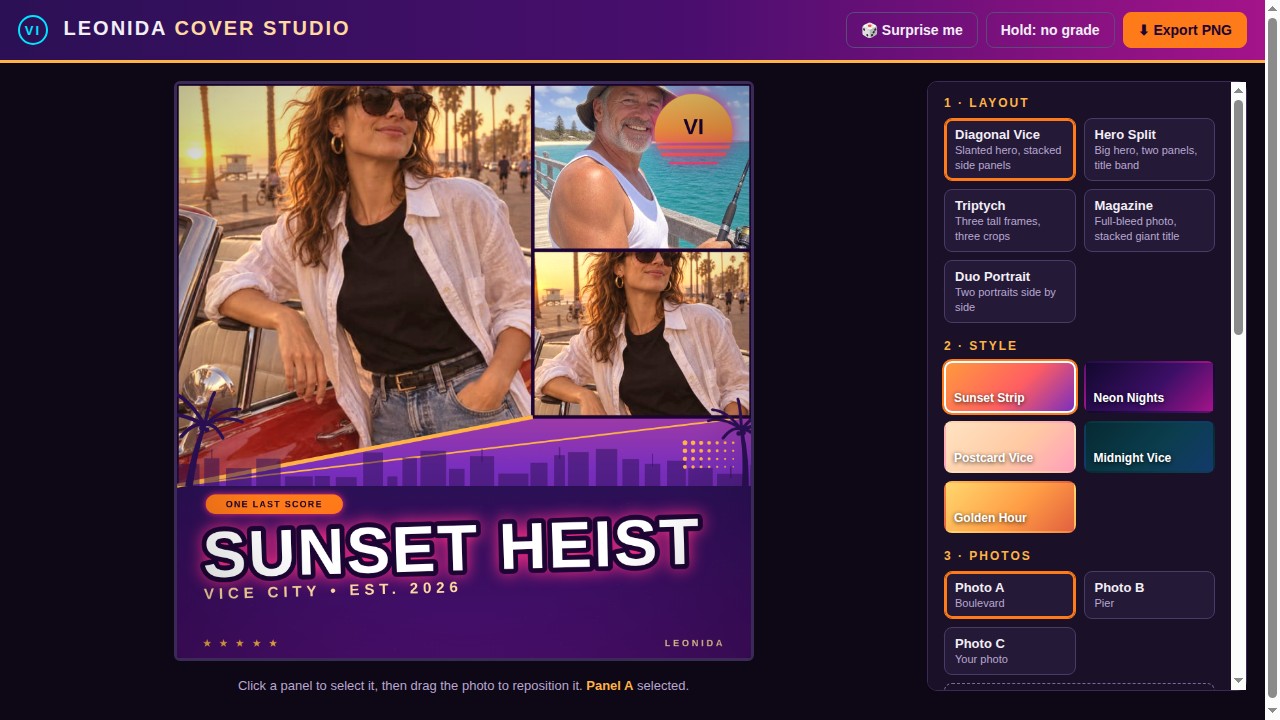 VI
LEONIDA COVER STUDIO
🎲 Surprise me
Hold: no grade
⬇ Export PNG
VI
ONE LAST SCORE
SUNSET HEIST
VICE CITY • EST. 2026
★ ★ ★ ★ ★
LEONIDA
Click a panel to select it, then drag the photo to reposition it. Panel A selected.
1 · LAYOUT
Diagonal Vice
Slanted hero, stacked
side panels
Hero Split
Big hero, two panels,
title band
Triptych
Three tall frames,
three crops
Magazine
Full-bleed photo,
stacked giant title
Duo Portrait
Two portraits side by
side
2 · STYLE
Sunset Strip
Neon Nights
Postcard Vice
Midnight Vice
Golden Hour
3 · PHOTOS
Photo A
Boulevard
Photo B
Pier
Photo C
Your photo